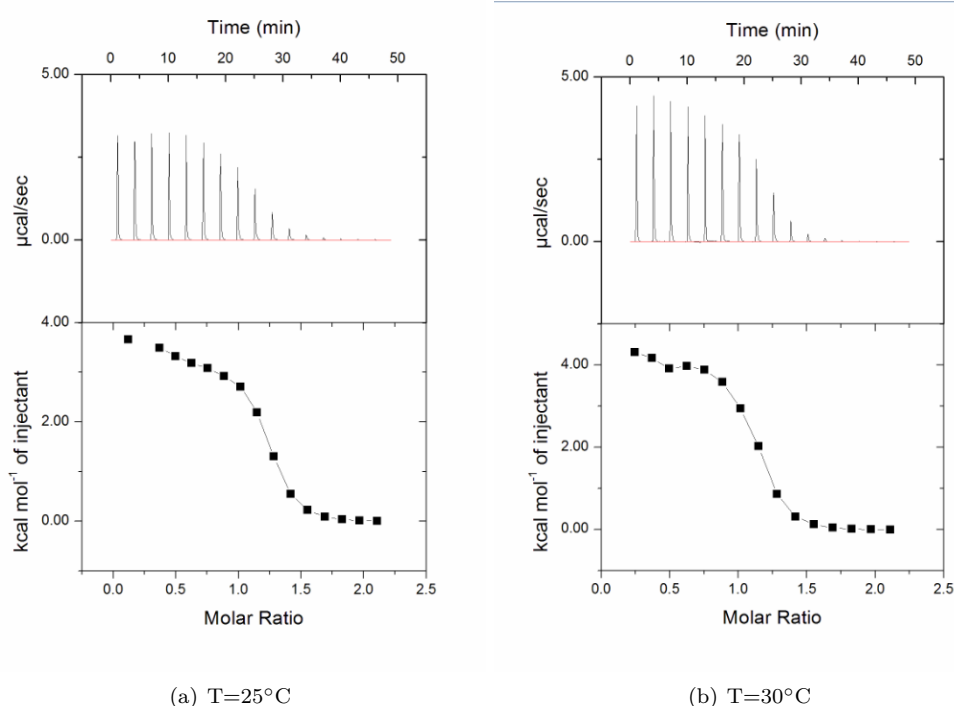 Time (min)
0 10 20 30 40 50
5.00
0.00
µcal/sec
4.00
2.00
0.00
kcal mol⁻¹ of injectant
0.0 0.5 1.0 1.5 2.0 2.5
Molar Ratio
(a) T=25°C
Time (min)
0 10 20 30 40 50
5.00
0.00
µcal/sec
4.00
2.00
0.00
kcal mol⁻¹ of injectant
0.0 0.5 1.0 1.5 2.0 2.5
Molar Ratio
(b) T=30°C